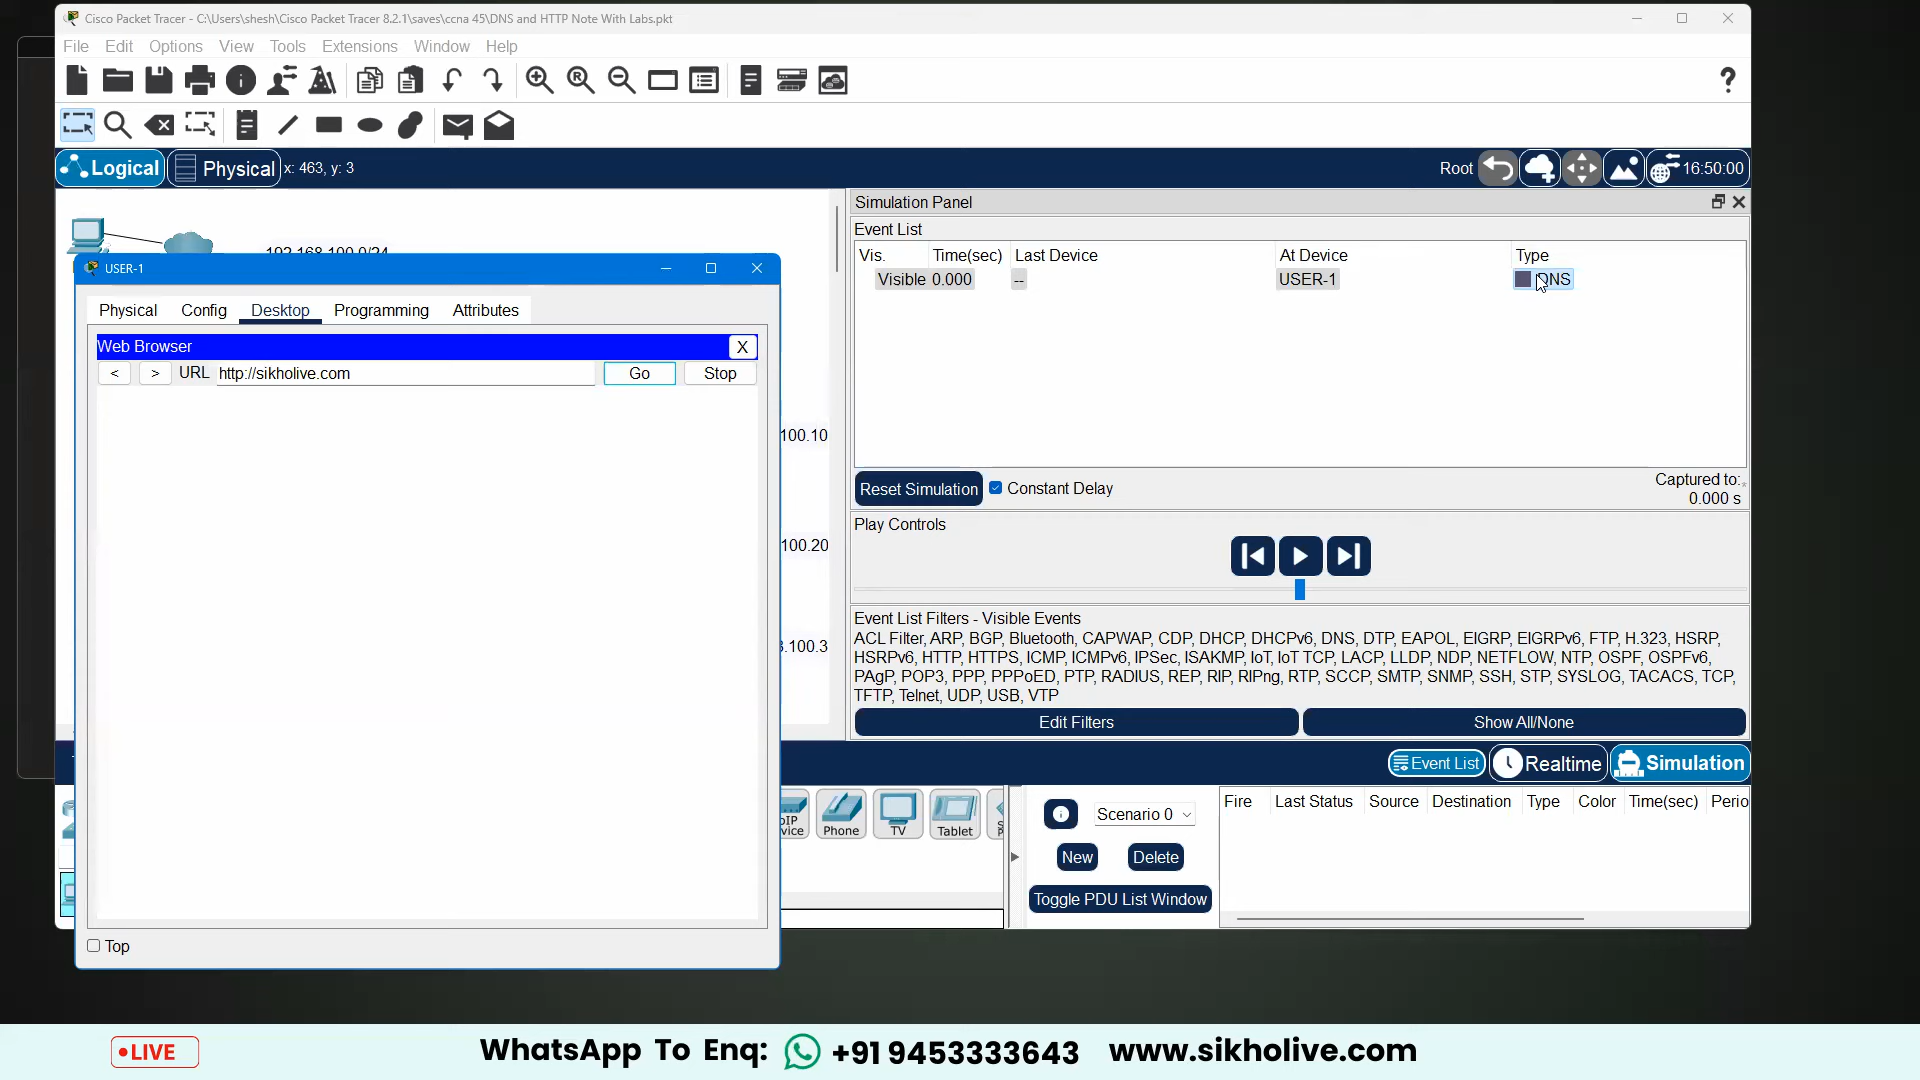 Cisco Packet Tracer - C:\Users\shesh\Cisco Packet Tracer 8.2.1\saves\ccna 45\DNS and HTTP Note With Labs.pkt
File Edit Options View Tools Extensions Window Help
?
Logical Physical x: 463, y: 3
Root 16:50:00
192.168.100.0/24
USER-1
Physical Config Desktop Programming Attributes
Web Browser X
< > URL http://sikholive.com Go Stop
Top
100.10
100.20
.100.3
Simulation Panel
Event List
Vis. Time(sec) Last Device At Device Type
Visible 0.000 -- USER-1 DNS
Reset Simulation Constant Delay
Captured to:
0.000 s
Play Controls
Event List Filters - Visible Events
ACL Filter, ARP, BGP, Bluetooth, CAPWAP, CDP, DHCP, DHCPv6, DNS, DTP, EAPOL, EIGRP, EIGRPv6, FTP, H.323, HSRP,
HSRPv6, HTTP, HTTPS, ICMP, ICMPv6, IPSec, ISAKMP, IoT, IoT TCP, LACP, LLDP, NDP, NETFLOW, NTP, OSPF, OSPFv6,
PAgP, POP3, PPP, PPPoED, PTP, RADIUS, REP, RIP, RIPng, RTP, SCCP, SMTP, SNMP, SSH, STP, SYSLOG, TACACS, TCP,
TFTP, Telnet, UDP, USB, VTP
Edit Filters Show All/None
Event List Realtime Simulation
Phone TV Tablet
Scenario 0
New Delete
Toggle PDU List Window
Fire Last Status Source Destination Type Color Time(sec) Perio
LIVE
WhatsApp To Enq: +91 9453333643 www.sikholive.com